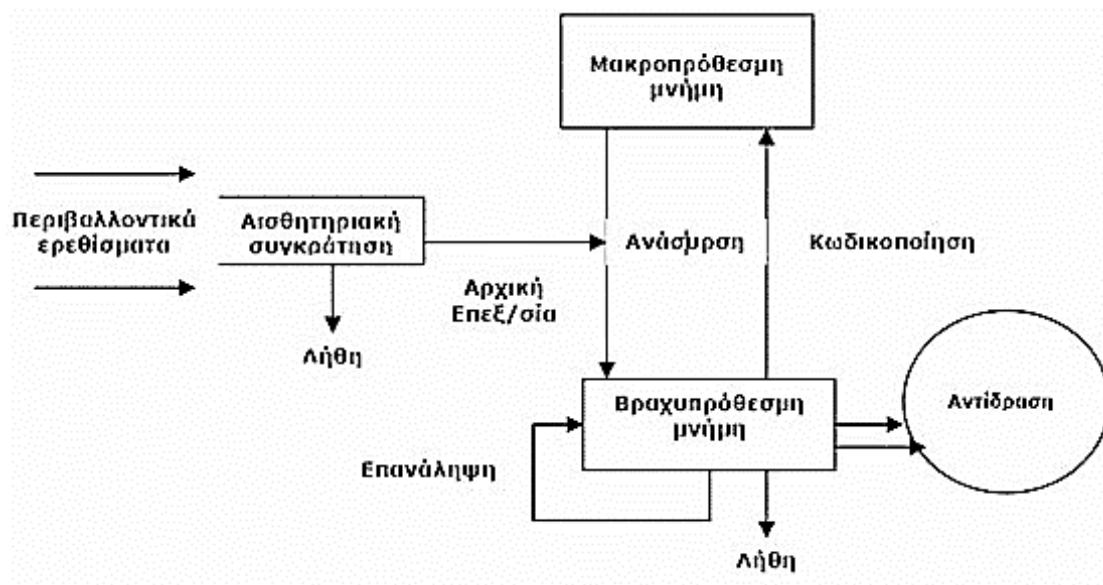 Μακροπρόθεσμη
μνήμη
Περιβαλλοντικά
ερεθίσματα
Αισθητηριακή
συγκράτηση
Ανάσυρση
Κωδικοποίηση
Αρχική
Επεξ/σία
Λήθη
Βραχυπρόθεσμη
μνήμη
Αντίδραση
Επανάληψη
Λήθη